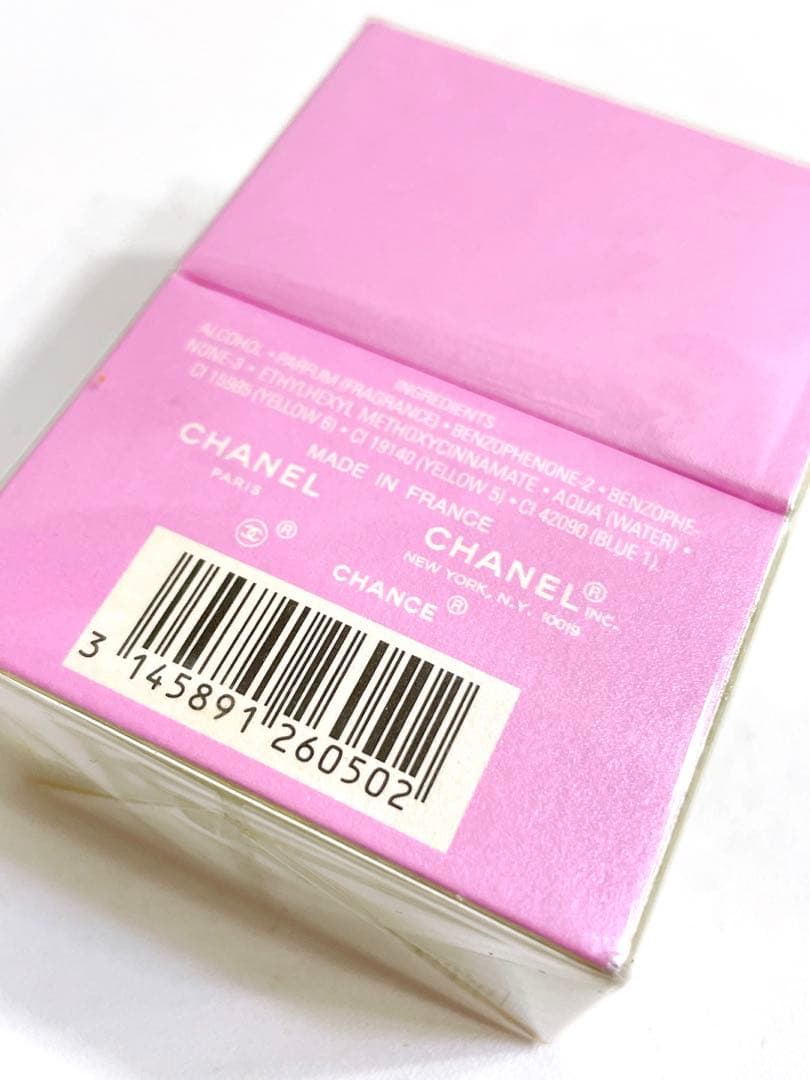 INGREDIENTS
ALCOHOL • PARFUM (FRAGRANCE) • BENZOPHENONE-2 • BENZOPHE-
NONE-3 • ETHYLHEXYL METHOXYCINNAMATE • AQUA (WATER) •
CI 15985 (YELLOW 6) • CI 19140 (YELLOW 5) • CI 42090 (BLUE 1).
MADE IN FRANCE
CHANEL
PARIS
CHANEL® INC.
NEW YORK, N.Y. 10019
®
CHANCE ®
3 145891 260502